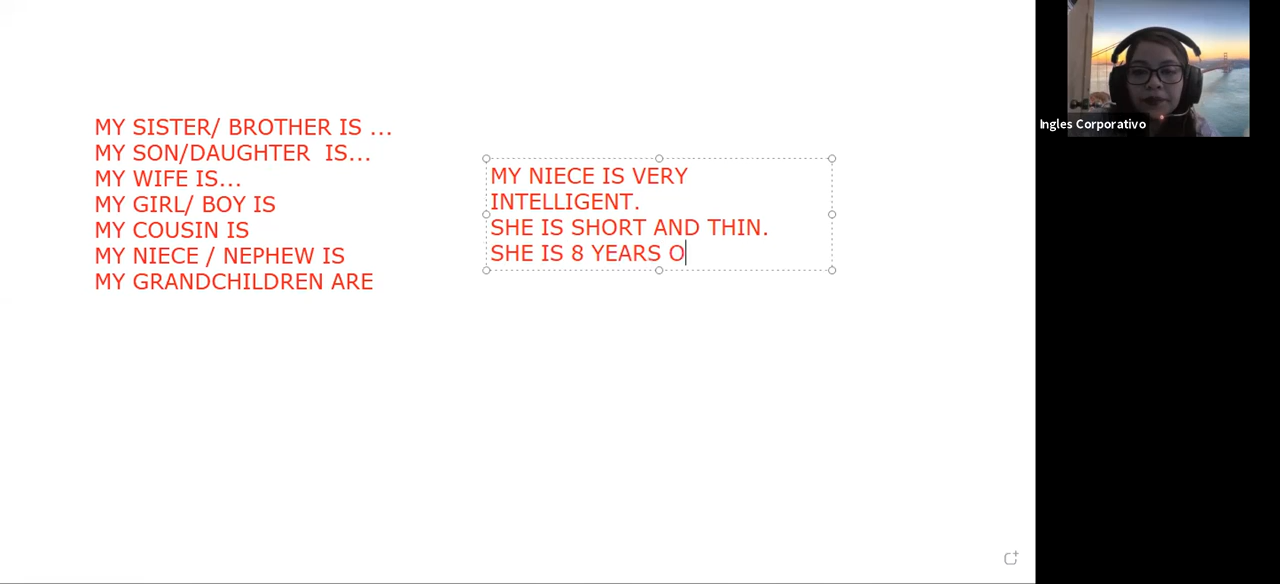 MY SISTER/ BROTHER IS ...
MY SON/DAUGHTER  IS...
MY WIFE IS...
MY GIRL/ BOY IS
MY COUSIN IS
MY NIECE / NEPHEW IS
MY GRANDCHILDREN ARE
MY NIECE IS VERY
INTELLIGENT.
SHE IS SHORT AND THIN.
SHE IS 8 YEARS O
Ingles Corporativo